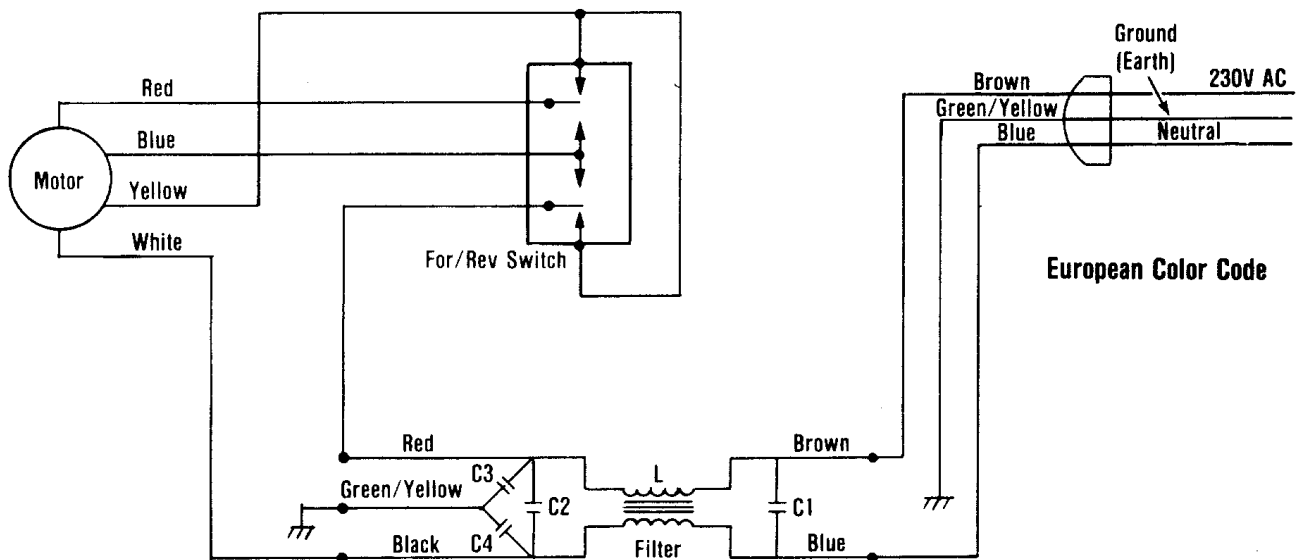 Ground
(Earth)
Brown
230V AC
Green/Yellow
Blue
Neutral
Red
Blue
Motor
Yellow
White
For/Rev Switch
European Color Code
Red
Brown
C3
L
Green/Yellow
C2
C1
C4
Black
Filter
Blue